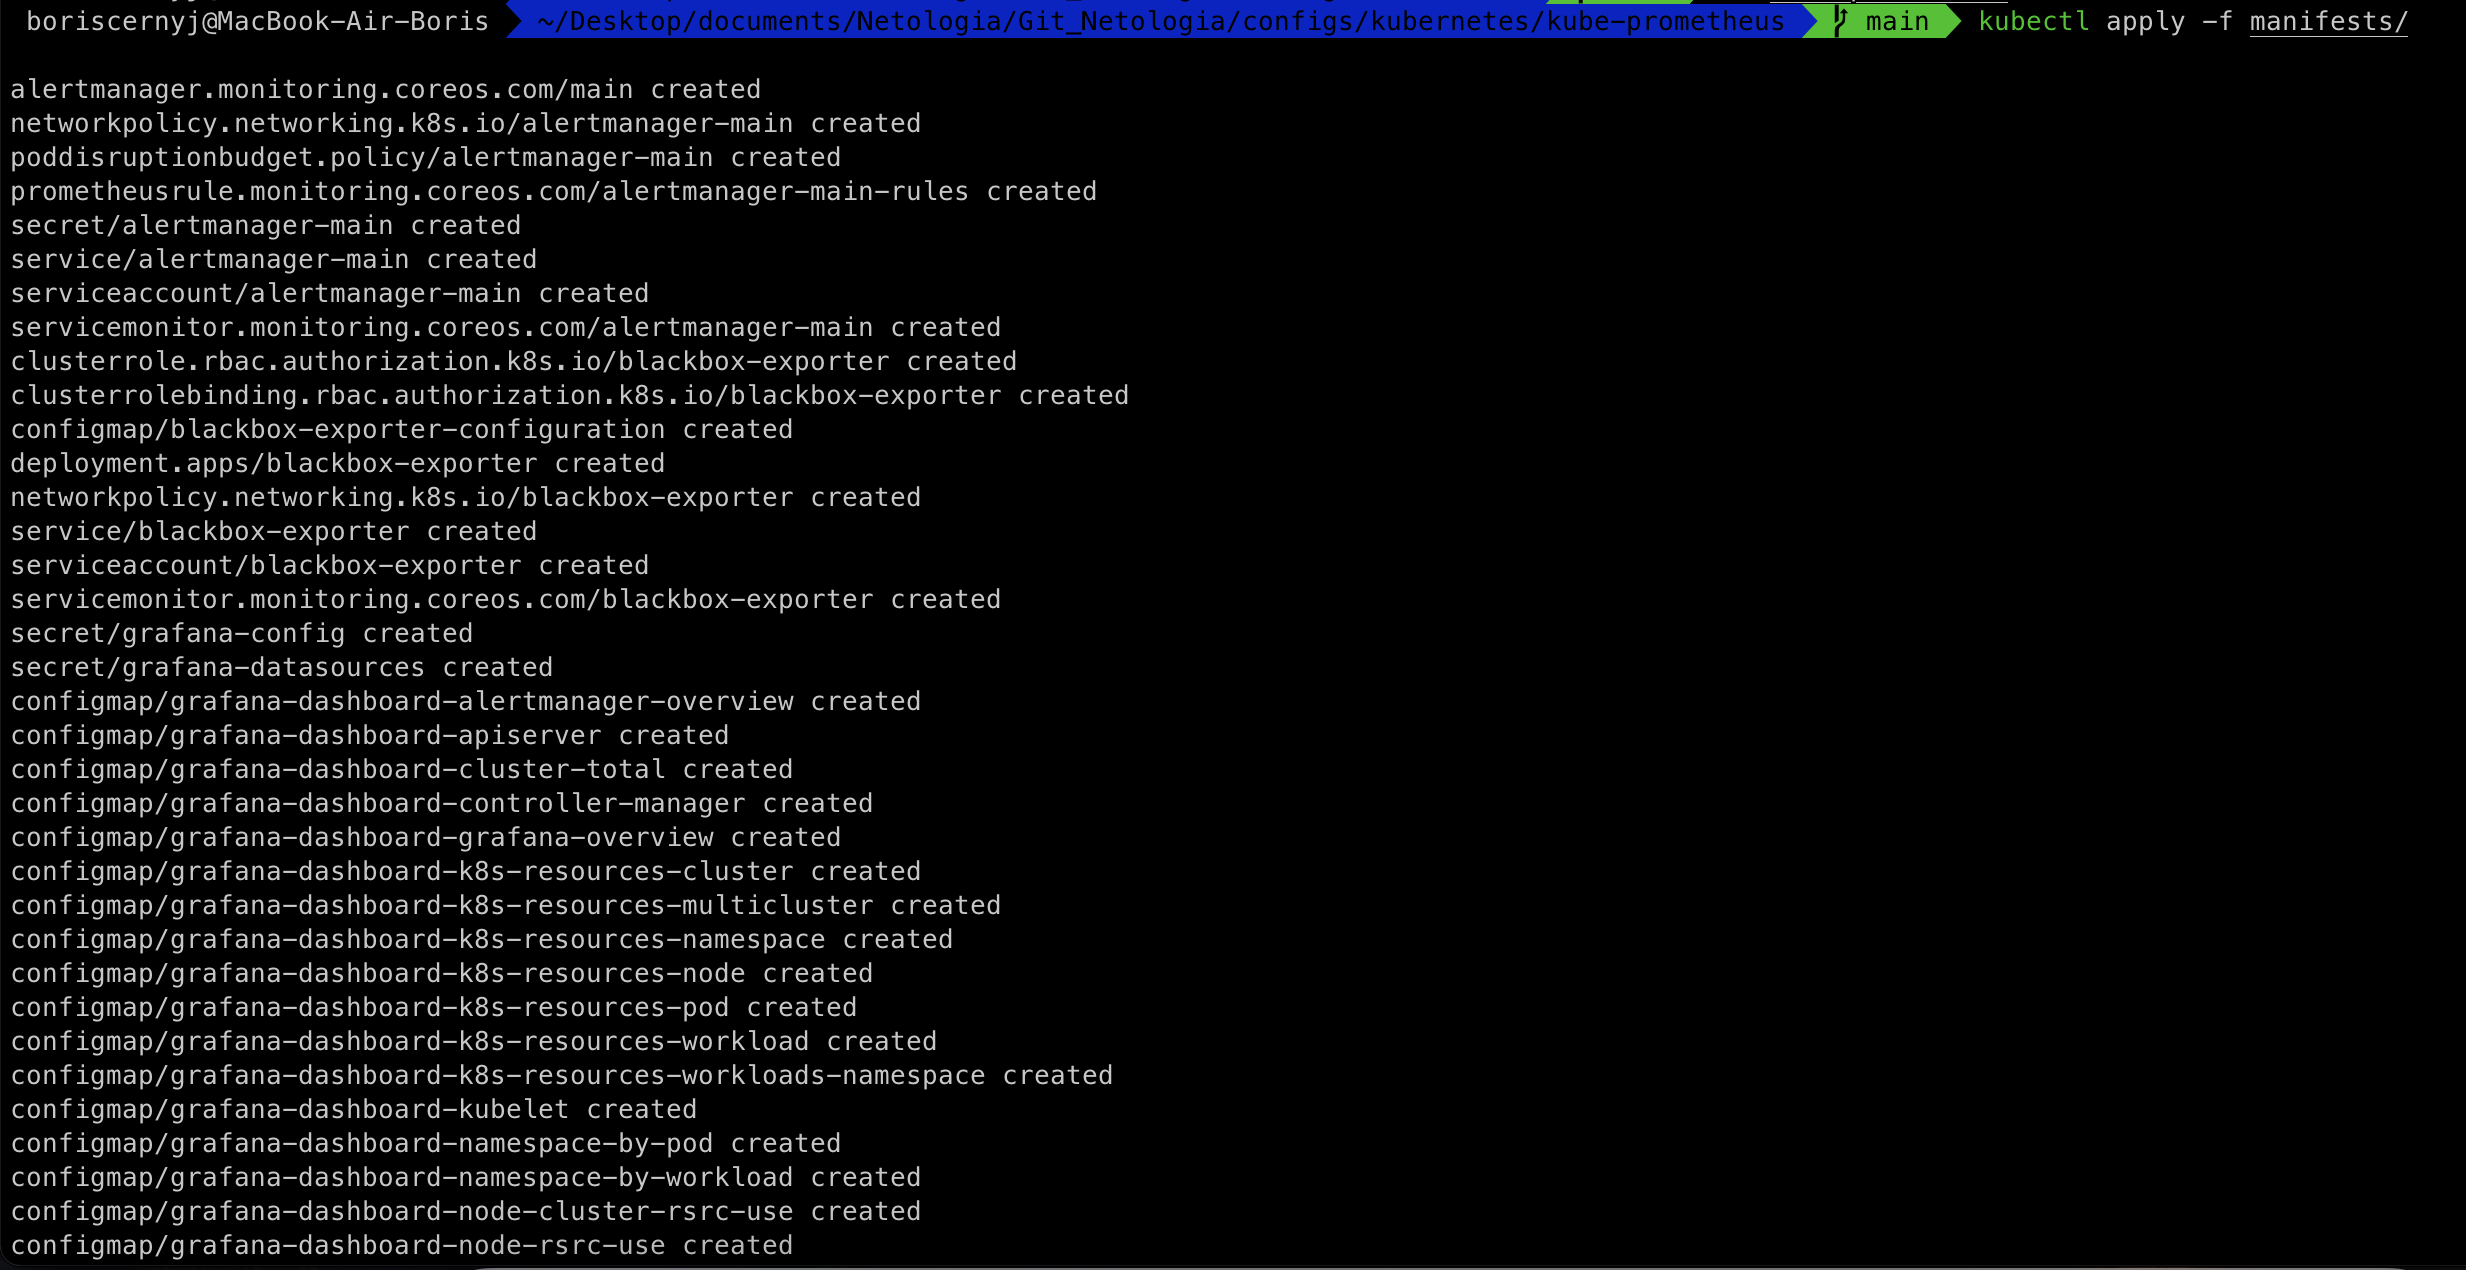 boriscernyj@MacBook-Air-Boris ~/Desktop/documents/Netologia/Git_Netologia/configs/kubernetes/kube-prometheus main kubectl apply -f manifests/
alertmanager.monitoring.coreos.com/main created
networkpolicy.networking.k8s.io/alertmanager-main created
poddisruptionbudget.policy/alertmanager-main created
prometheusrule.monitoring.coreos.com/alertmanager-main-rules created
secret/alertmanager-main created
service/alertmanager-main created
serviceaccount/alertmanager-main created
servicemonitor.monitoring.coreos.com/alertmanager-main created
clusterrole.rbac.authorization.k8s.io/blackbox-exporter created
clusterrolebinding.rbac.authorization.k8s.io/blackbox-exporter created
configmap/blackbox-exporter-configuration created
deployment.apps/blackbox-exporter created
networkpolicy.networking.k8s.io/blackbox-exporter created
service/blackbox-exporter created
serviceaccount/blackbox-exporter created
servicemonitor.monitoring.coreos.com/blackbox-exporter created
secret/grafana-config created
secret/grafana-datasources created
configmap/grafana-dashboard-alertmanager-overview created
configmap/grafana-dashboard-apiserver created
configmap/grafana-dashboard-cluster-total created
configmap/grafana-dashboard-controller-manager created
configmap/grafana-dashboard-grafana-overview created
configmap/grafana-dashboard-k8s-resources-cluster created
configmap/grafana-dashboard-k8s-resources-multicluster created
configmap/grafana-dashboard-k8s-resources-namespace created
configmap/grafana-dashboard-k8s-resources-node created
configmap/grafana-dashboard-k8s-resources-pod created
configmap/grafana-dashboard-k8s-resources-workload created
configmap/grafana-dashboard-k8s-resources-workloads-namespace created
configmap/grafana-dashboard-kubelet created
configmap/grafana-dashboard-namespace-by-pod created
configmap/grafana-dashboard-namespace-by-workload created
configmap/grafana-dashboard-node-cluster-rsrc-use created
configmap/grafana-dashboard-node-rsrc-use created